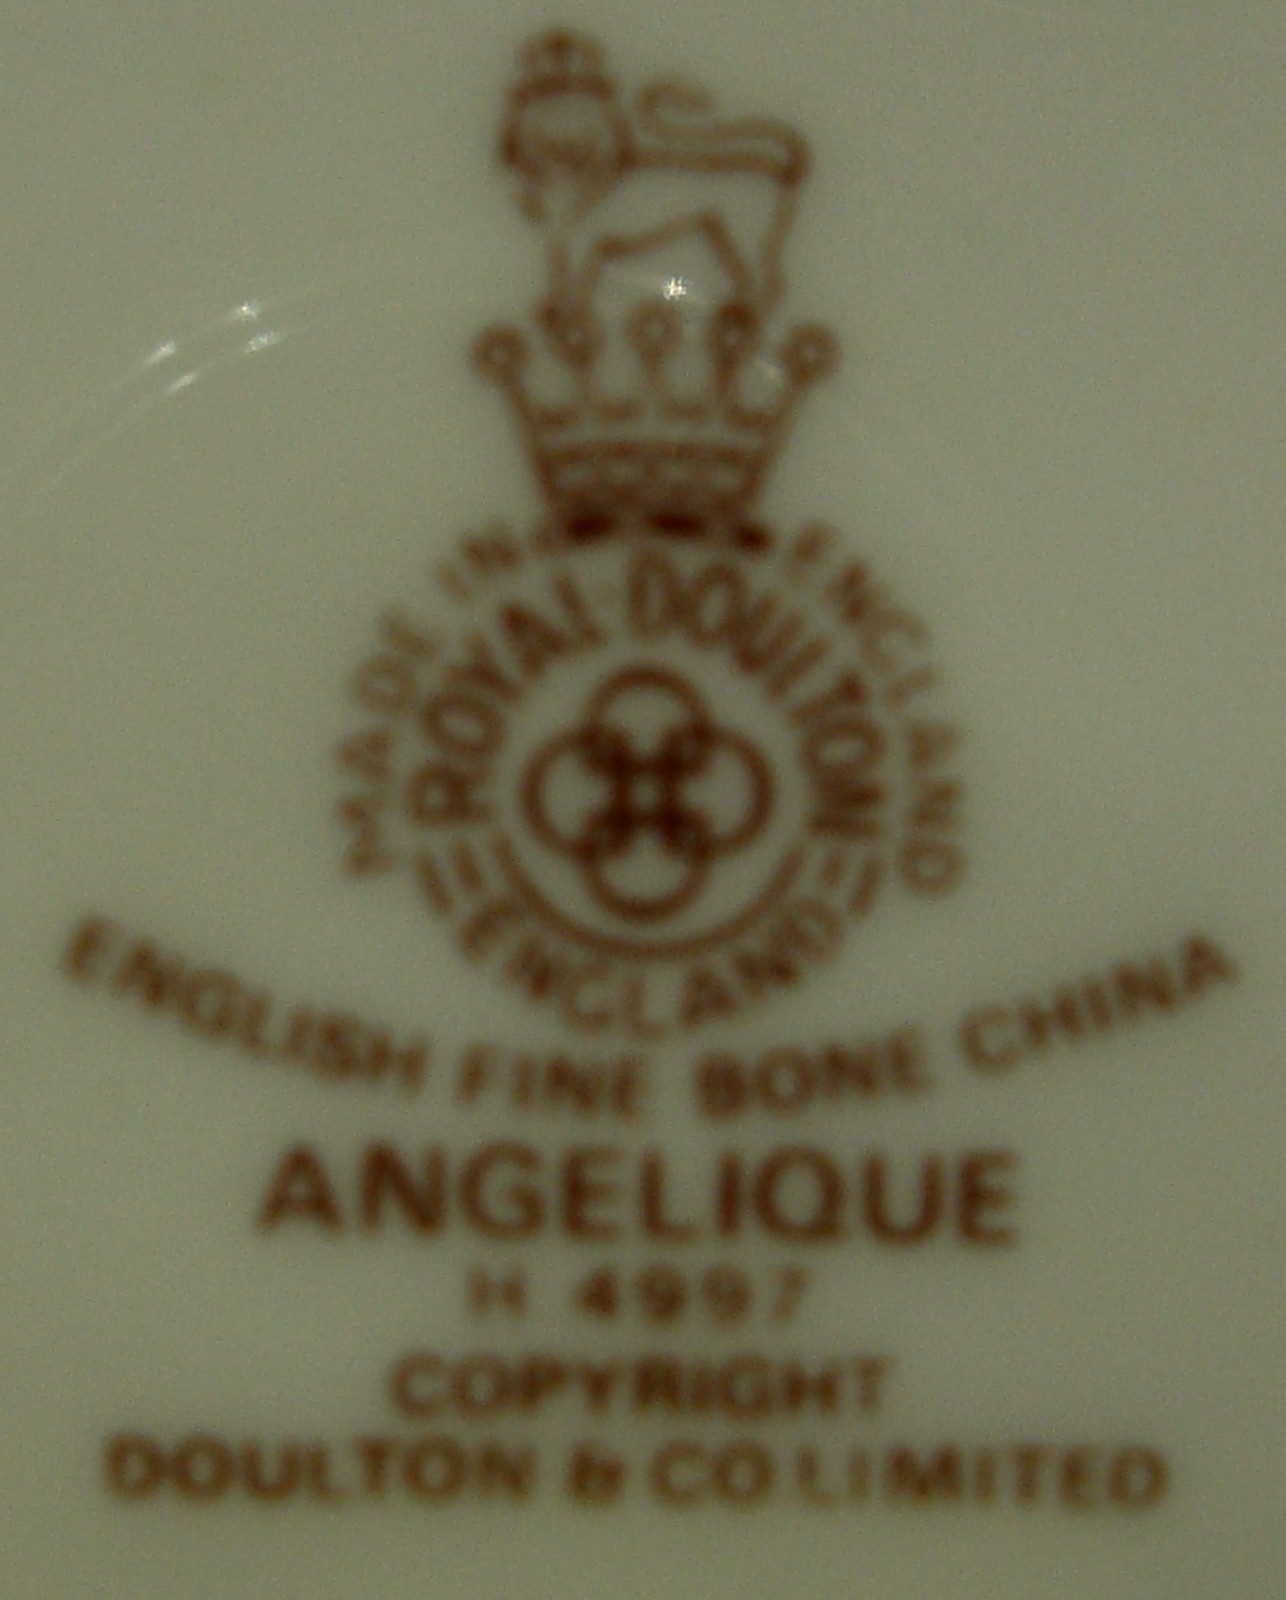 MADE IN ENGLAND
ROYAL DOULTON
ENGLAND
ENGLISH FINE BONE CHINA
ANGELIQUE
H 4997
COPYRIGHT
DOULTON & CO LIMITED